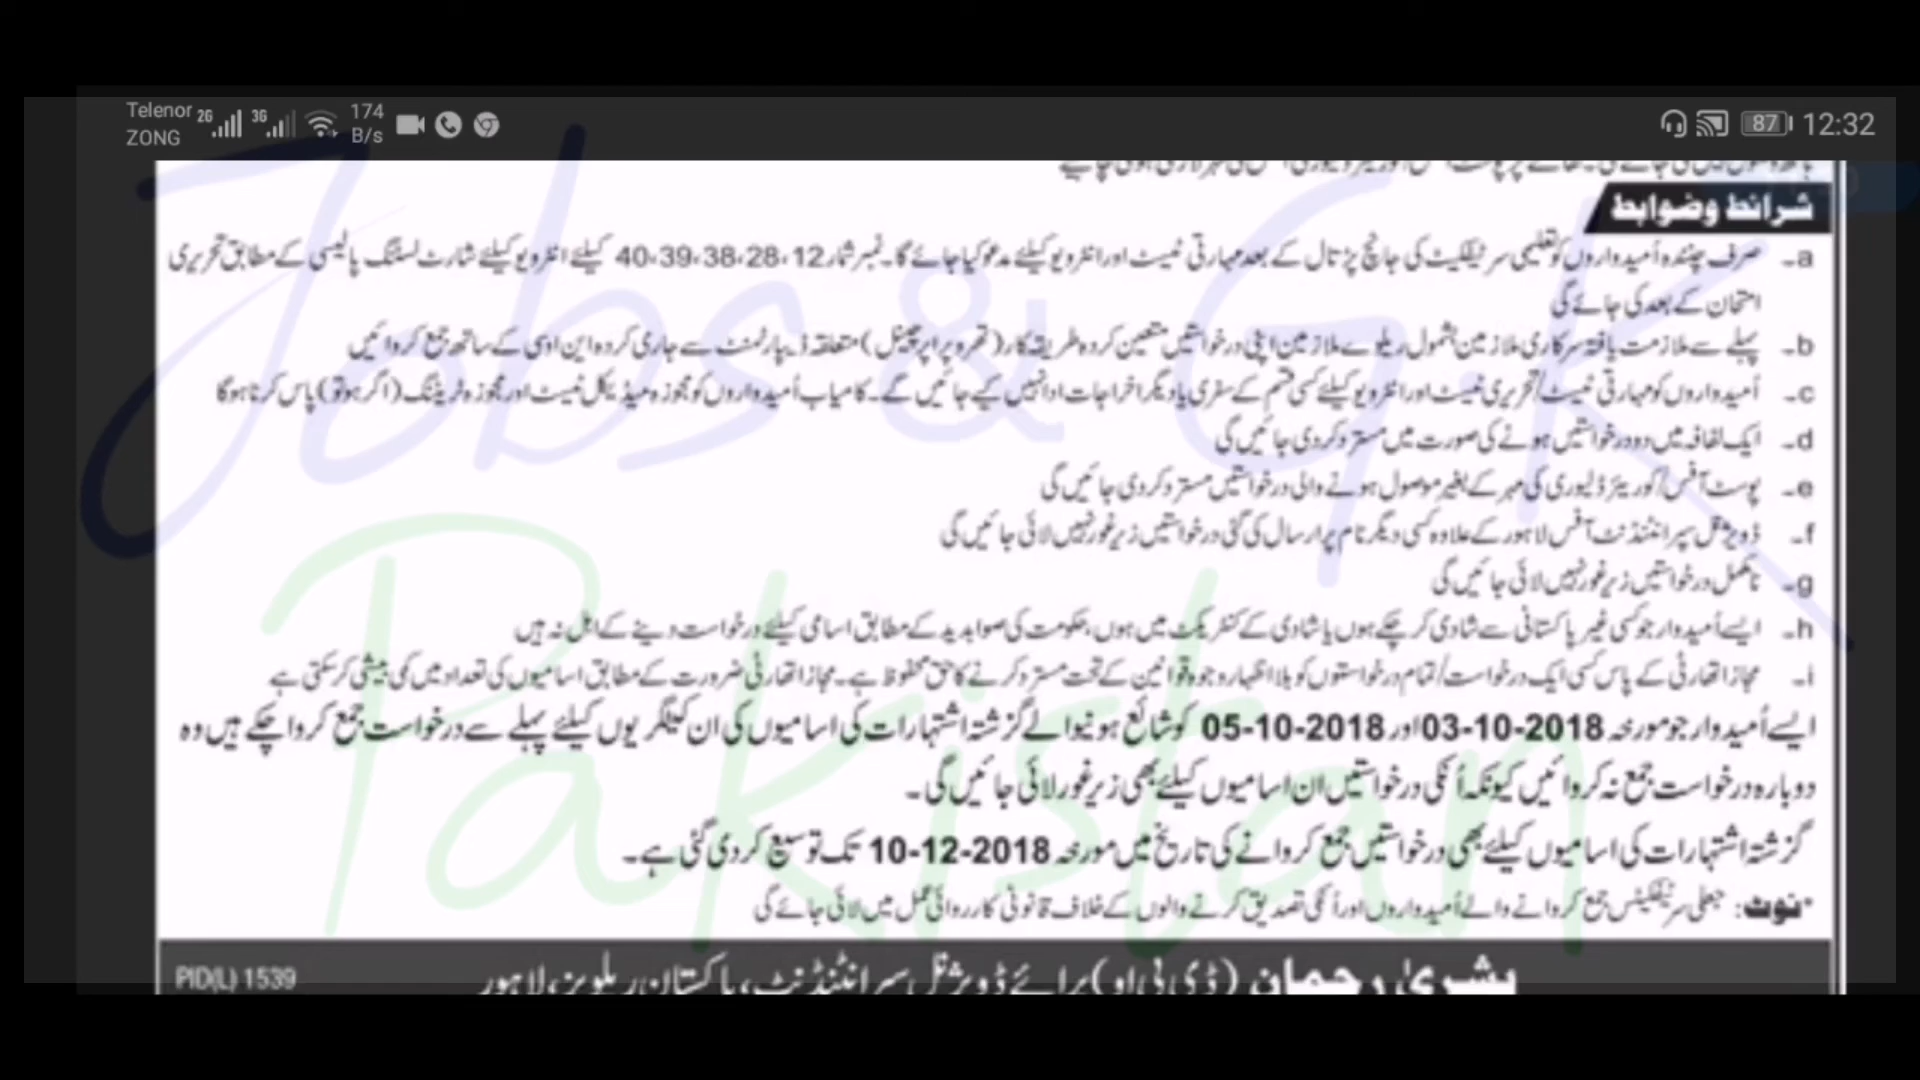 Telenor 2G 3G 174
ZONG B/s
87 12:32
شرائط وضوابط
a۔ صرف چنندہ اُمیدواروں کو تعلیمی سرٹیفکیٹ کی جانچ پڑتال کے بعد مہارتی ٹیسٹ اور انٹرویو کیلئے مدعو کیا جائے گا۔ نمبر شمار 12، 28، 38، 39، 40 کیلئے انٹرویو کیلئے شارٹ لسٹنگ پالیسی کے مطابق تحریری
امتحان کے بعد کی جائے گی
b۔ پہلے سے ملازمت یافتہ سرکاری ملازمین بشمول ریلوے ملازمین اپنی درخواستیں متعین کردہ طریقہ کار (تھرو پراپر چینل) متعلقہ ڈیپارٹمنٹ سے جاری کردہ این او سی کے ساتھ جمع کروائیں
c۔ اُمیدواروں کو مہارتی ٹیسٹ/تحریری ٹیسٹ اور انٹرویو کیلئے کسی قسم کے سفری یا دیگر اخراجات ادا نہیں کیے جائیں گے۔ کامیاب اُمیدواروں کو مجوزہ میڈیکل ٹیسٹ اور مجوزہ ٹریننگ (اگر ہو تو) پاس کرنا ہوگا
d۔ ایک لفافہ میں دو درخواستیں ہونے کی صورت میں مسترد کردی جائیں گی
e۔ پوسٹ آفس/کوریئر ڈلیوری کی مہر کے بغیر موصول ہونے والی درخواستیں مسترد کردی جائیں گی
f۔ ڈویژنل سپرانٹنڈنٹ آفس لاہور کے علاوہ کسی دیگر نام پر ارسال کی گئی درخواستیں زیر غور نہیں لائی جائیں گی
g۔ نامکمل درخواستیں زیر غور نہیں لائی جائیں گی
h۔ ایسے اُمیدوار جو کسی غیر پاکستانی سے شادی کرچکے ہوں یا شادی کے کنٹریکٹ میں ہوں، حکومت کی صوابدید کے مطابق اسامی کیلئے درخواست دینے کے اہل نہ ہیں
i۔ مجاز اتھارٹی کے پاس کسی ایک درخواست/تمام درخواستوں کو بلا اظہار وجوہ قوانین کے تحت مسترد کرنے کا حق محفوظ ہے۔ مجاز اتھارٹی ضرورت کے مطابق اسامیوں کی تعداد میں کمی بیشی کرسکتی ہے
ایسے اُمیدوار جو مورخہ 03-10-2018 اور 05-10-2018 کو شائع ہونیوالے گزشتہ اشتہارات کی اسامیوں کی ان کیٹگریوں کیلئے پہلے سے درخواست جمع کروا چکے ہیں وہ
دوبارہ درخواست جمع نہ کروائیں کیونکہ اُنکی درخواستیں ان اسامیوں کیلئے بھی زیر غور لائی جائیں گی۔
گزشتہ اشتہارات کی اسامیوں کیلئے بھی درخواستیں جمع کروانے کی تاریخ میں مورخہ 10-12-2018 تک توسیع کردی گئی ہے۔
*نوٹ: جعلی سرٹیفکیٹس جمع کروانے والے اُمیدواروں اور اُنکی تصدیق کرنے والوں کے خلاف قانونی کارروائی عمل میں لائی جائے گی
بشریٰ رحمان (ڈی پی او) برائے ڈویژنل سپرانٹنڈنٹ، پاکستان ریلویز، لاہور
PID(L) 1539
Jobs & G.K
Pakistan